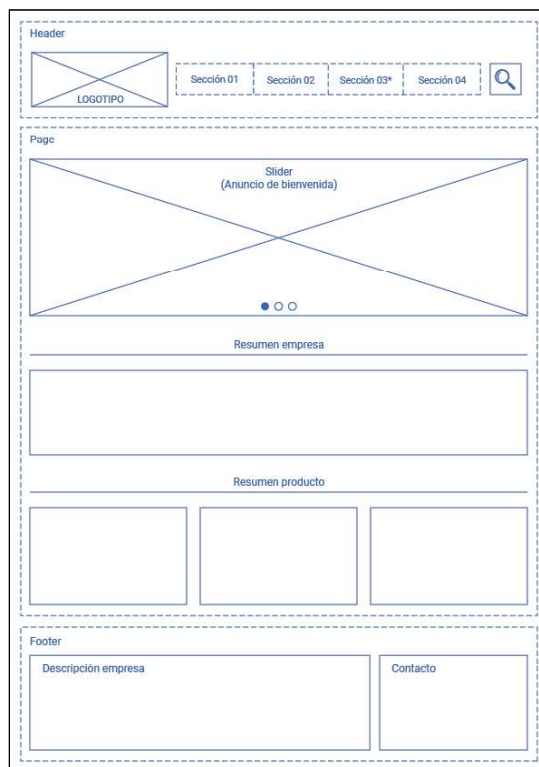 Header
LOGOTIPO
Sección 01
Sección 02
Sección 03*
Sección 04
Page
Slider
(Anuncio de bienvenida)
Resumen empresa
Resumen producto
Footer
Descripción empresa
Contacto